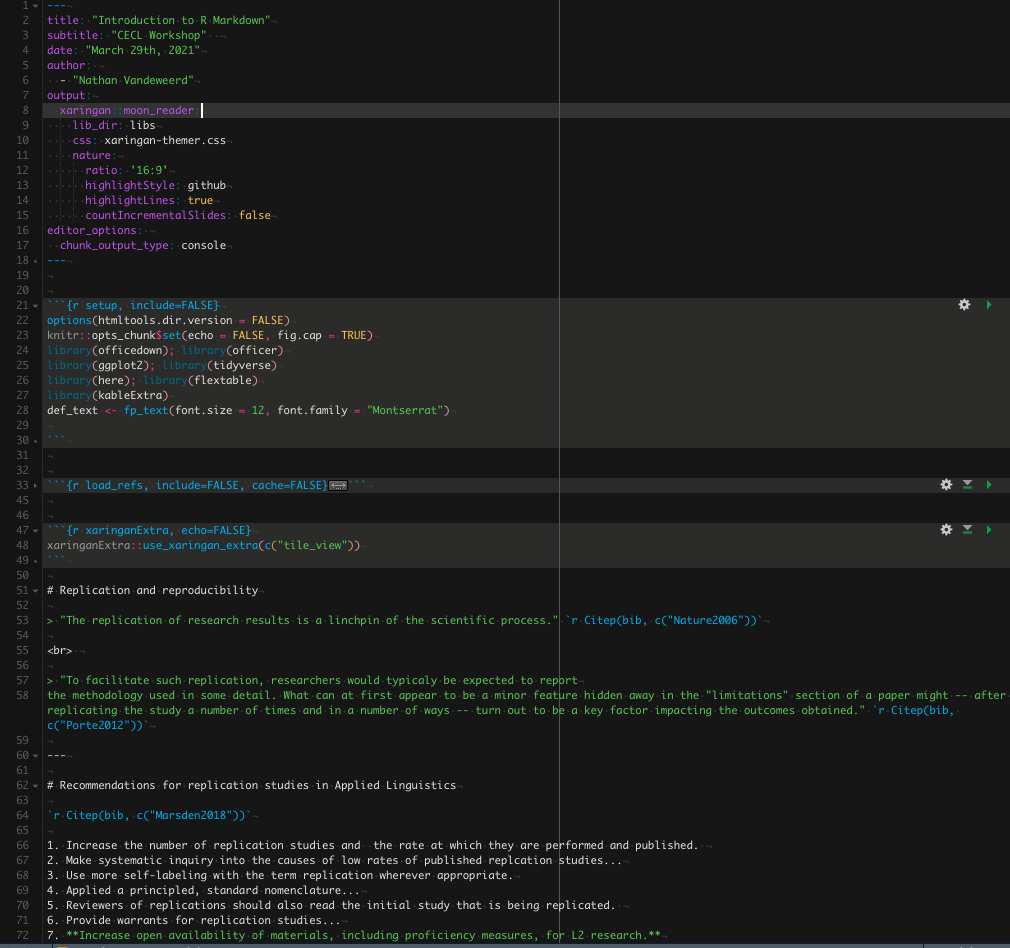 1 ---
2 title: "Introduction to R Markdown"
3 subtitle: "CECL Workshop"
4 date: "March 29th, 2021"
5 author:
6 - "Nathan Vandeweerd"
7 output:
8 xaringan::moon_reader:
9 lib_dir: libs
10 css: xaringan-themer.css
11 nature:
12 ratio: '16:9'
13 highlightStyle: github
14 highlightLines: true
15 countIncrementalSlides: false
16 editor_options:
17 chunk_output_type: console
18 ---
19
20
21 ```{r setup, include=FALSE}
22 options(htmltools.dir.version = FALSE)
23 knitr::opts_chunk$set(echo = FALSE, fig.cap = TRUE)
24 library(officedown); library(officer)
25 library(ggplot2); library(tidyverse)
26 library(here); library(flextable)
27 library(kableExtra)
28 def_text <- fp_text(font.size = 12, font.family = "Montserrat")
29
30 ```
31
32
33 ```{r load_refs, include=FALSE, cache=FALSE}```
45
46
47 ```{r xaringanExtra, echo=FALSE}
48 xaringanExtra::use_xaringan_extra(c("tile_view"))
49 ```
50
51 # Replication and reproducibility
52
53 > "The replication of research results is a linchpin of the scientific process." `r Citep(bib, c("Nature2006"))`
54
55 <br>
56
57 > "To facilitate such replication, researchers would typicaly be expected to report
58 the methodology used in some detail. What can at first appear to be a minor feature hidden away in the "limitations" section of a paper might -- after
replicating the study a number of times and in a number of ways -- turn out to be a key factor impacting the outcomes obtained." `r Citep(bib,
c("Porte2012"))`
59
60 ---
61
62 # Recommendations for replication studies in Applied Linguistics
63
64 `r Citep(bib, c("Marsden2018"))`
65
66 1. Increase the number of replication studies and  the rate at which they are performed and published.
67 2. Make systematic inquiry into the causes of low rates of published replcation studies...
68 3. Use more self-labeling with the term replication wherever appropriate.
69 4. Applied a principled, standard nomenclature...
70 5. Reviewers of replications should also read the initial study that is being replicated.
71 6. Provide warrants for replication studies...
72 7. **Increase open availability of materials, including proficiency measures, for L2 research.**